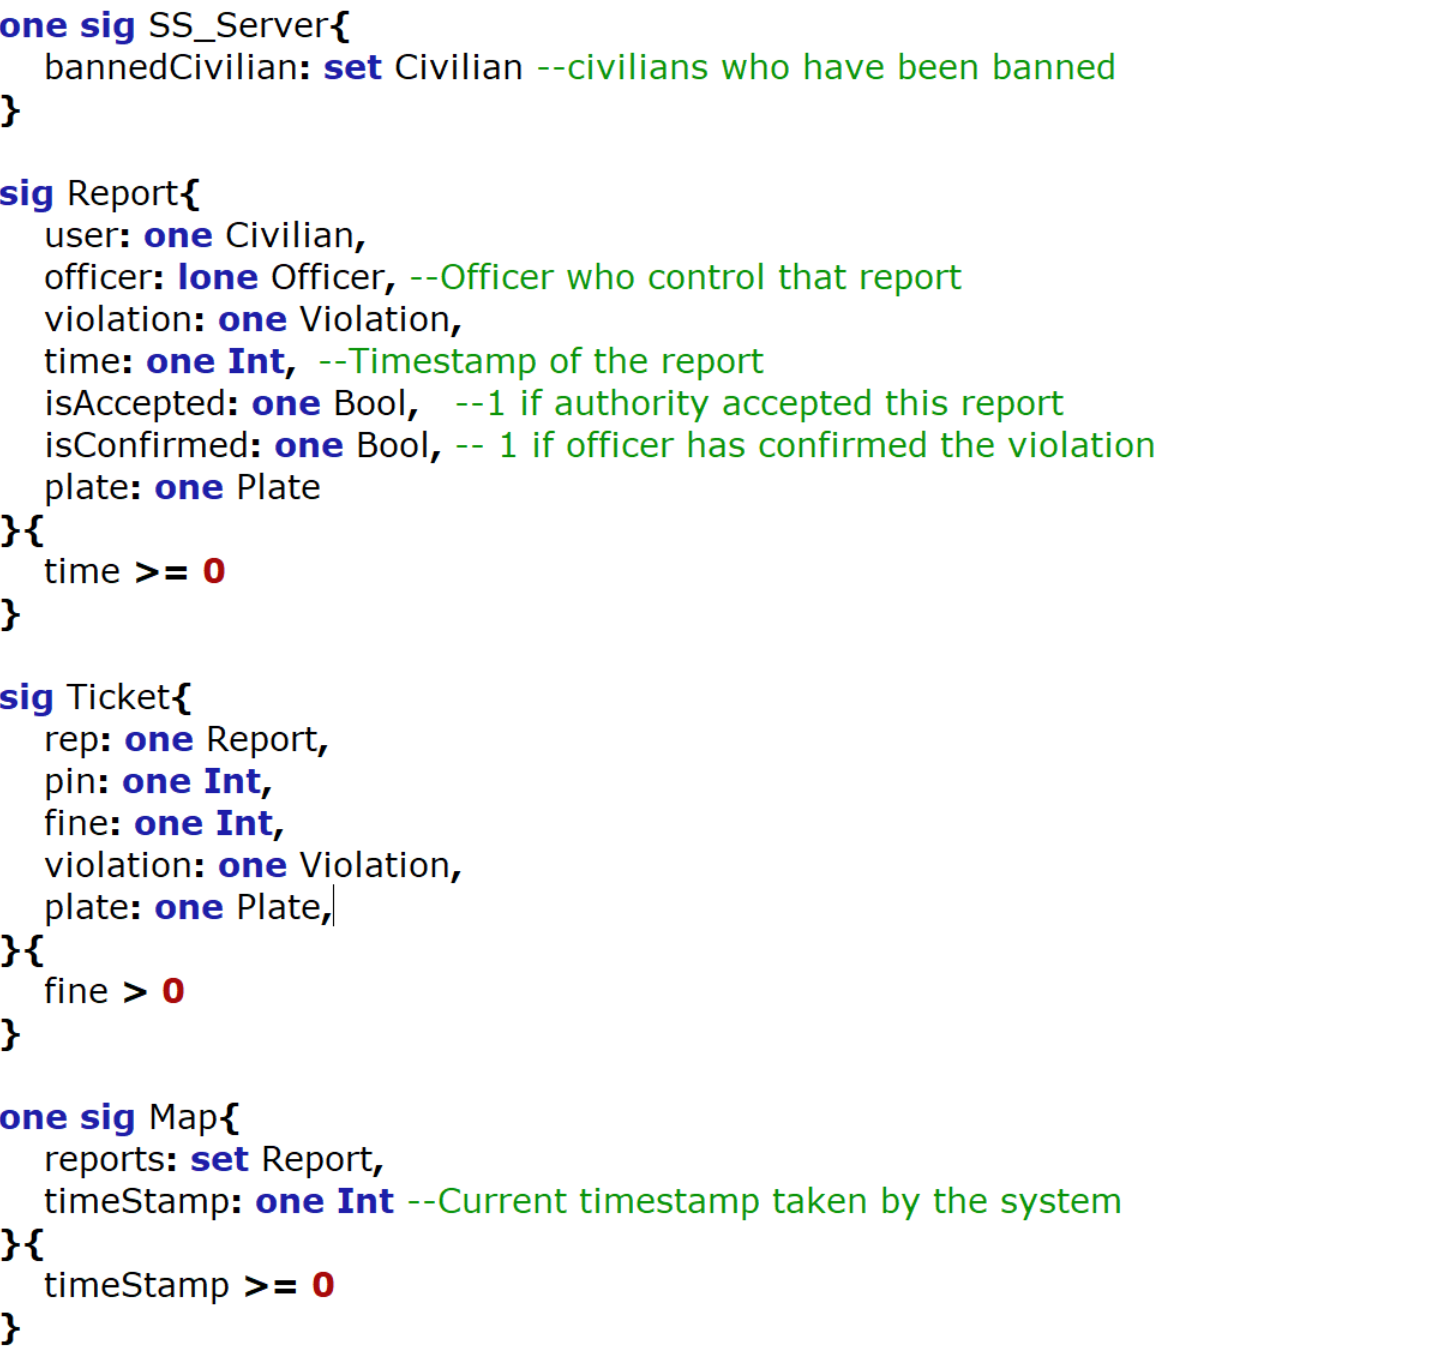 one sig SS_Server{
bannedCivilian: set Civilian --civilians who have been banned
}
sig Report{
user: one Civilian,
officer: lone Officer, --Officer who control that report
violation: one Violation,
time: one Int, --Timestamp of the report
isAccepted: one Bool, --1 if authority accepted this report
isConfirmed: one Bool, -- 1 if officer has confirmed the violation
plate: one Plate
}{
time >= 0
}
sig Ticket{
rep: one Report,
pin: one Int,
fine: one Int,
violation: one Violation,
plate: one Plate,
}{
fine > 0
}
one sig Map{
reports: set Report,
timeStamp: one Int --Current timestamp taken by the system
}{
timeStamp >= 0
}